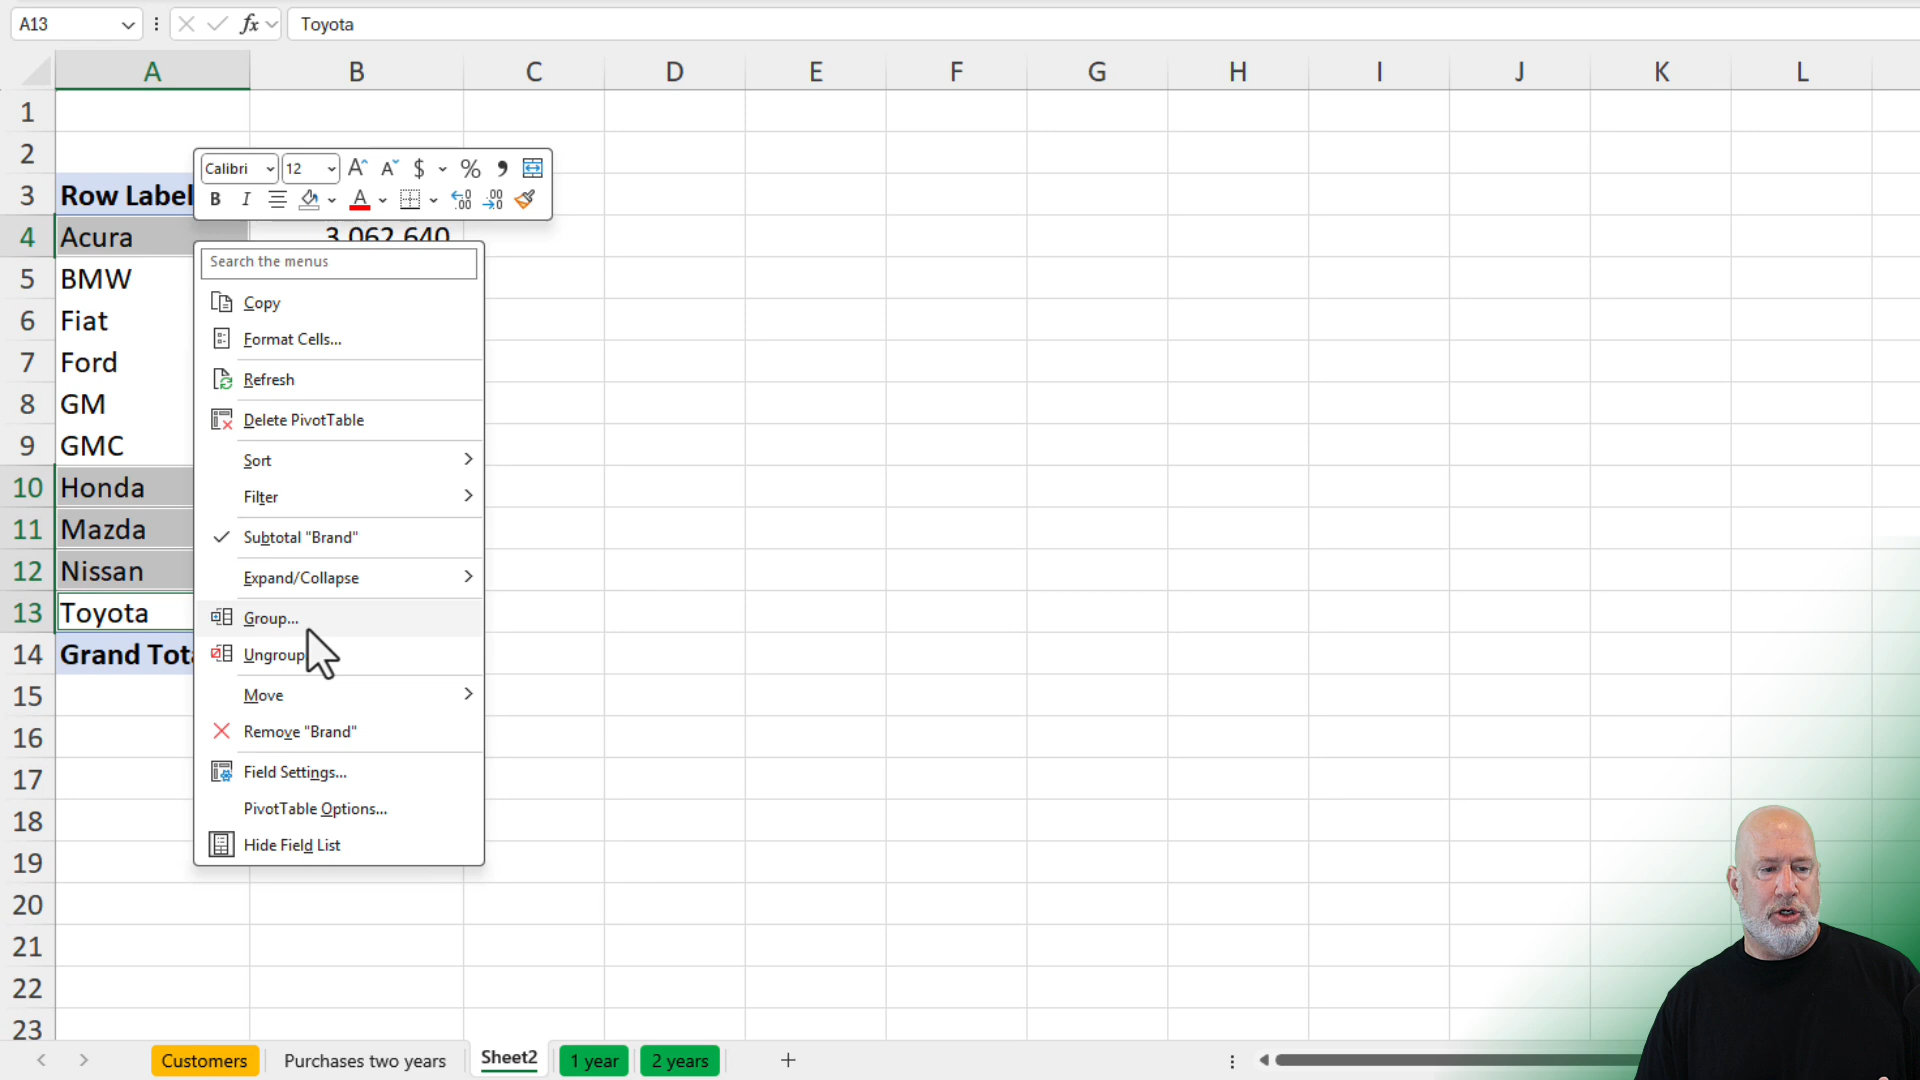 A13 fx Toyota
A B C D E F G H I J K L
1
2
Calibri 12 A A $ % ,
3 Row Label B I A .00 .00
4 Acura 3,062,640
Search the menus
5 BMW
Copy
6 Fiat
Format Cells...
7 Ford
Refresh
8 GM
Delete PivotTable
9 GMC
Sort
10 Honda
Filter
11 Mazda
Subtotal "Brand"
12 Nissan
Expand/Collapse
13 Toyota
Group...
14 Grand Tot
Ungroup
15
Move
16
Remove "Brand"
17
Field Settings...
PivotTable Options...
18
Hide Field List
19
20
21
22
23
Customers Purchases two years Sheet2 1 year 2 years +